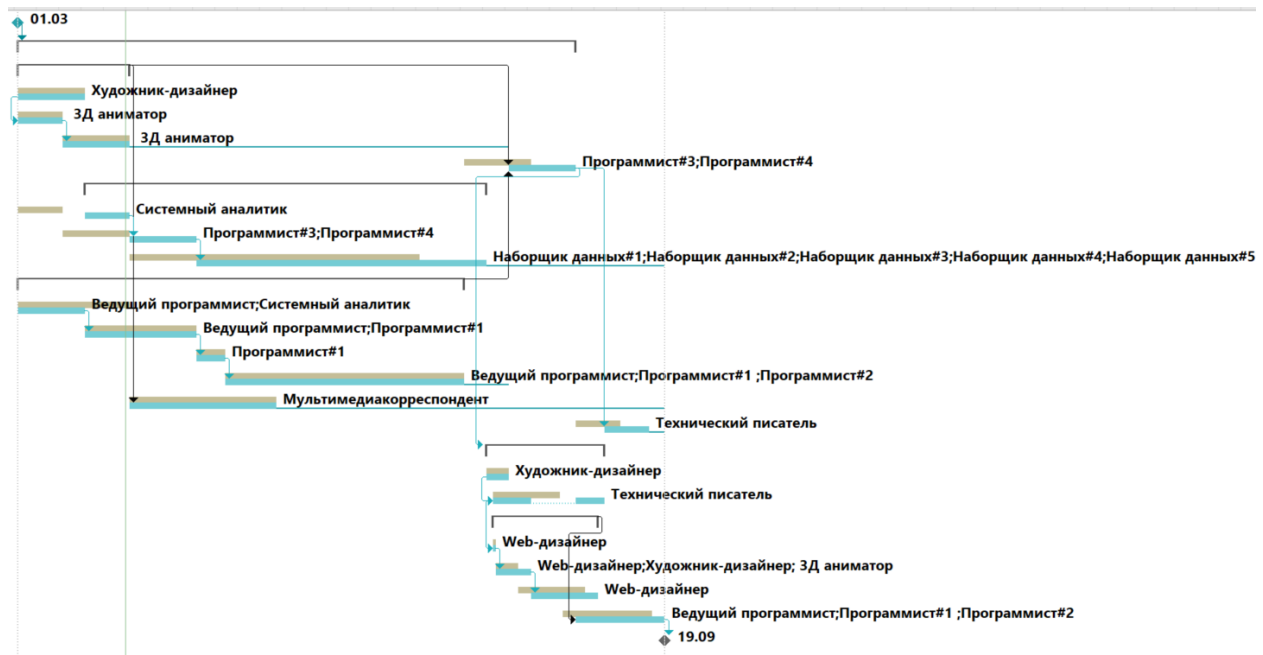 01.03
Художник-дизайнер
3Д аниматор
3Д аниматор
Программист#3;Программист#4
Системный аналитик
Программист#3;Программист#4
Наборщик данных#1;Наборщик данных#2;Наборщик данных#3;Наборщик данных#4;Наборщик данных#5
Ведущий программист;Системный аналитик
Ведущий программист;Программист#1
Программист#1
Ведущий программист;Программист#1 ;Программист#2
Мультимедиакорреспондент
Технический писатель
Художник-дизайнер
Технический писатель
Web-дизайнер
Web-дизайнер;Художник-дизайнер; 3Д аниматор
Web-дизайнер
Ведущий программист;Программист#1 ;Программист#2
19.09